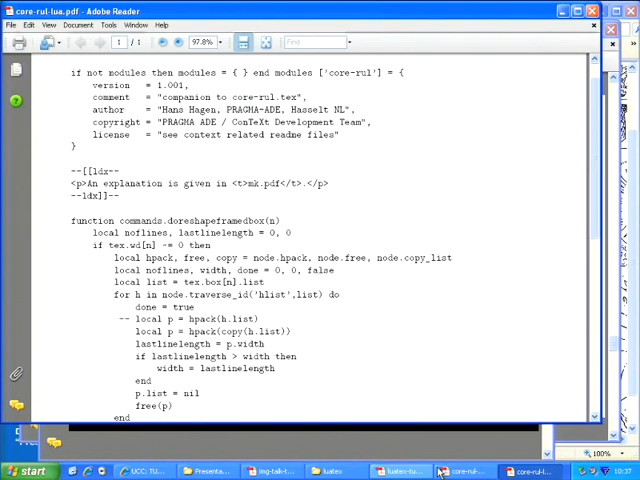 core-rul-lua.pdf - Adobe Reader
File Edit View Document Tools Window Help
1 / 1 97.8% Find
if not modules then modules = { } end modules ['core-rul'] = {
version = 1.001,
comment = "companion to core-rul.tex",
author = "Hans Hagen, PRAGMA-ADE, Hasselt NL",
copyright = "PRAGMA ADE / ConTeXt Development Team",
license = "see context related readme files"
}
--[[ldx--
<p>An explanation is given in <t>mk.pdf</t>.</p>
--ldx]]--
function commands.doreshapeframedbox(n)
local noflines, lastlinelength = 0, 0
if tex.wd[n] ~= 0 then
local hpack, free, copy = node.hpack, node.free, node.copy_list
local noflines, width, done = 0, 0, false
local list = tex.box[n].list
for h in node.traverse_id('hlist',list) do
done = true
-- local p = hpack(h.list)
local p = hpack(copy(h.list))
lastlinelength = p.width
if lastlinelength > width then
width = lastlinelength
end
p.list = nil
free(p)
end
100%
start UCC: TU... Presenta... img-talk-t... luatex luatex-tu... core-rul-... core-rul-l... 10:37